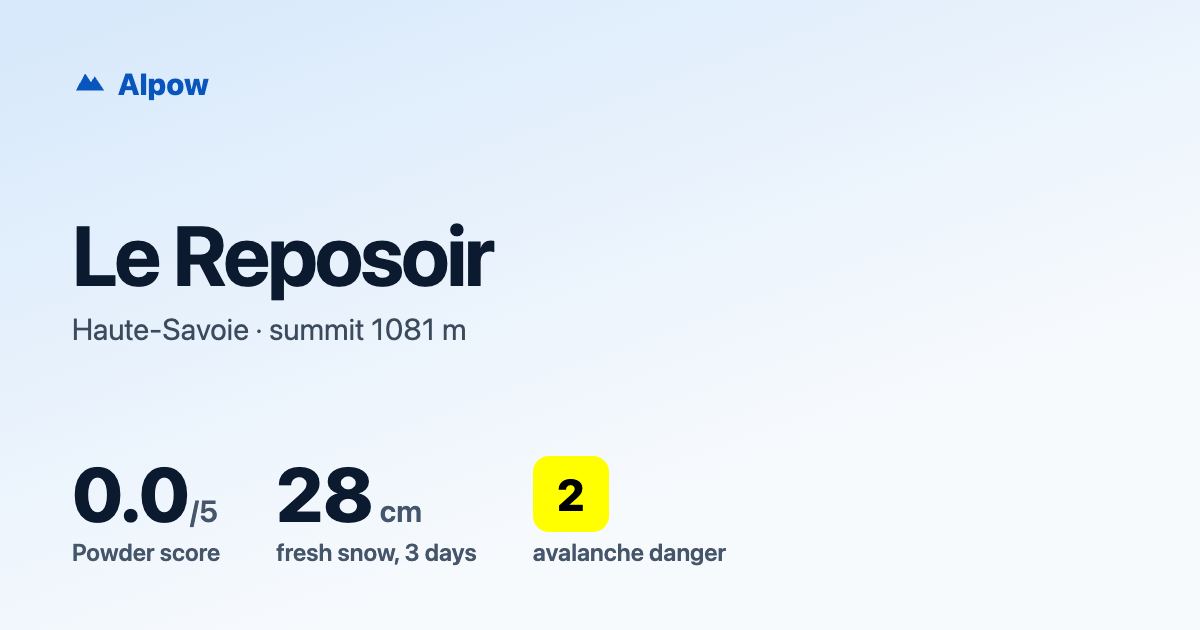 Alpow
Le Reposoir
Haute-Savoie · summit 1081 m
0.0/5
Powder score
28 cm
fresh snow, 3 days
2
avalanche danger